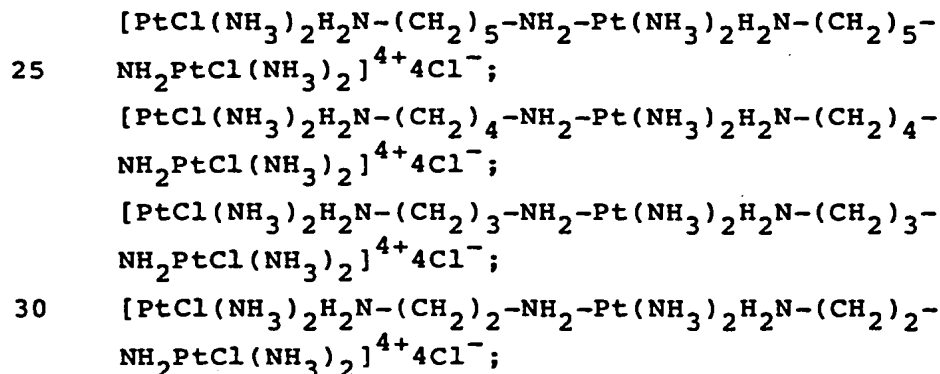 [PtCl(NH₃)₂H₂N-(CH₂)₅-NH₂-Pt(NH₃)₂H₂N-(CH₂)₅-
25 NH₂PtCl(NH₃)₂]⁴⁺4Cl⁻;
[PtCl(NH₃)₂H₂N-(CH₂)₄-NH₂-Pt(NH₃)₂H₂N-(CH₂)₄-
NH₂PtCl(NH₃)₂]⁴⁺4Cl⁻;
[PtCl(NH₃)₂H₂N-(CH₂)₃-NH₂-Pt(NH₃)₂H₂N-(CH₂)₃-
NH₂PtCl(NH₃)₂]⁴⁺4Cl⁻;
30 [PtCl(NH₃)₂H₂N-(CH₂)₂-NH₂-Pt(NH₃)₂H₂N-(CH₂)₂-
NH₂PtCl(NH₃)₂]⁴⁺4Cl⁻;